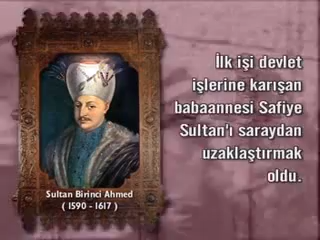 İlk işi devlet
işlerine karışan
babaannesi Safiye
Sultan'ı saraydan
uzaklaştırmak
oldu.
Sultan Birinci Ahmed
( 1590 - 1617 )